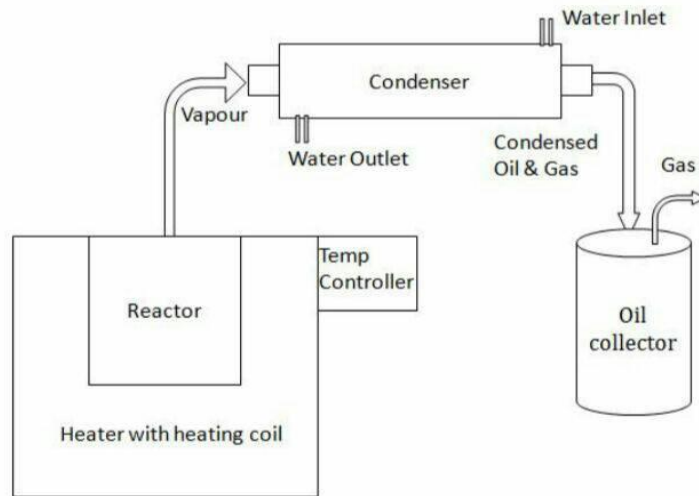 Water Inlet
Condenser
Vapour
Water Outlet
Condensed
Oil & Gas
Gas
Temp
Controller
Reactor
Oil
collector
Heater with heating coil